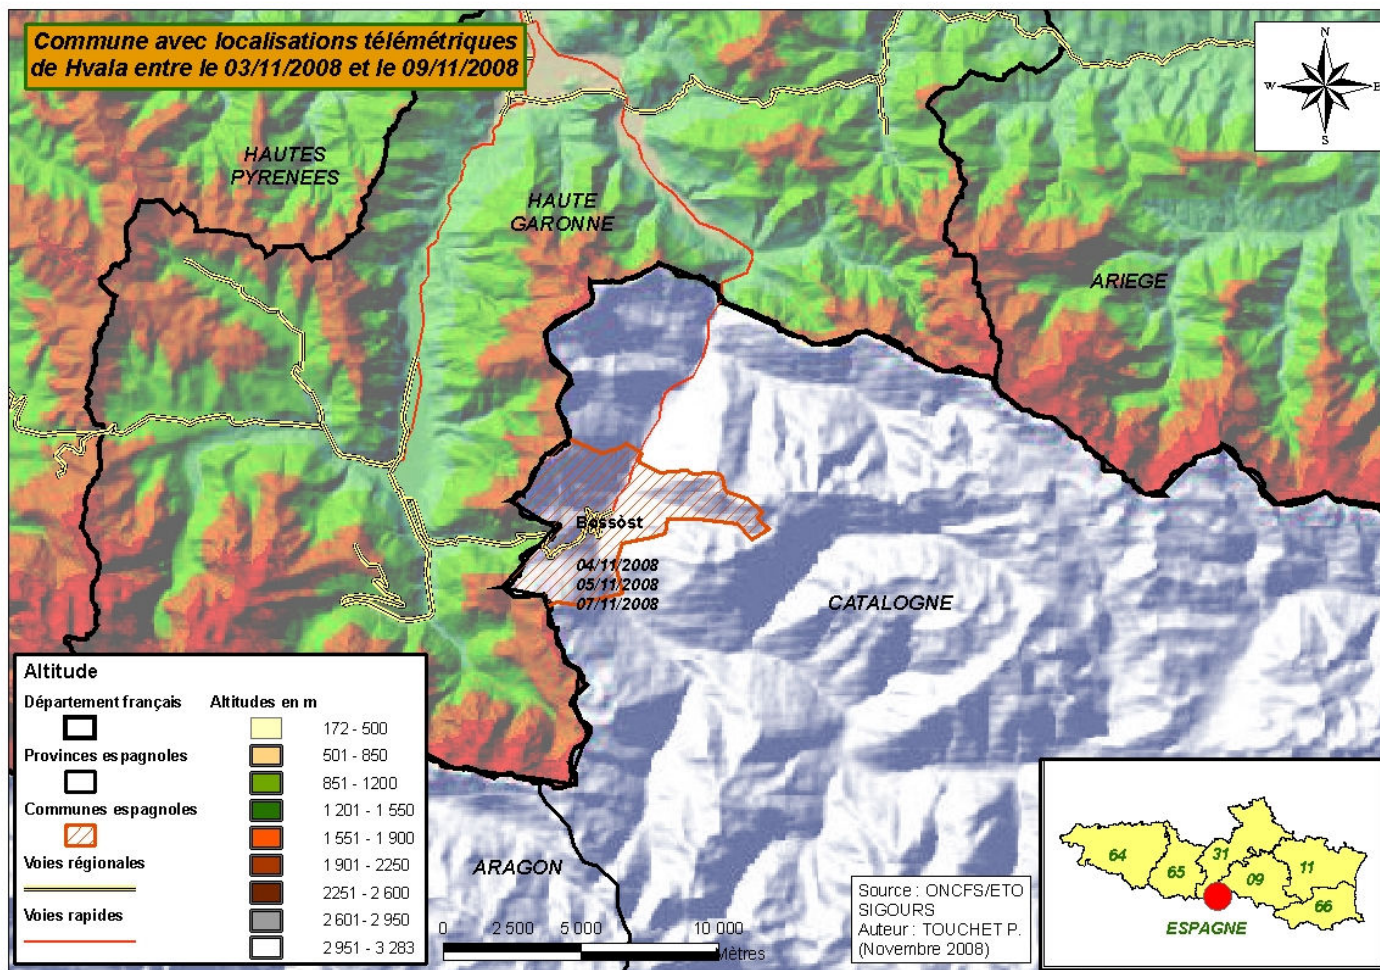 Commune avec localisations télémétriques
de Hvala entre le 03/11/2008 et le 09/11/2008
N
W
E
S
HAUTES
PYRENEES
HAUTE
GARONNE
ARIEGE
Bossòst
04/11/2008
05/11/2008
07/11/2008
CATALOGNE
ARAGON
Altitude
Département français
Provinces espagnoles
Communes espagnoles
Voies régionales
Voies rapides
Altitudes en m
172 - 500
501 - 850
851 - 1200
1 201 - 1 550
1 551 - 1 900
1 901 - 2250
2251 - 2 600
2 601 - 2 950
2 951 - 3 283
0 2 500 5 000 10 000
Mètres
Source : ONCFS/ETO
SIGOURS
Auteur : TOUCHET P.
(Novembre 2008)
64
65
31
09
11
66
ESPAGNE